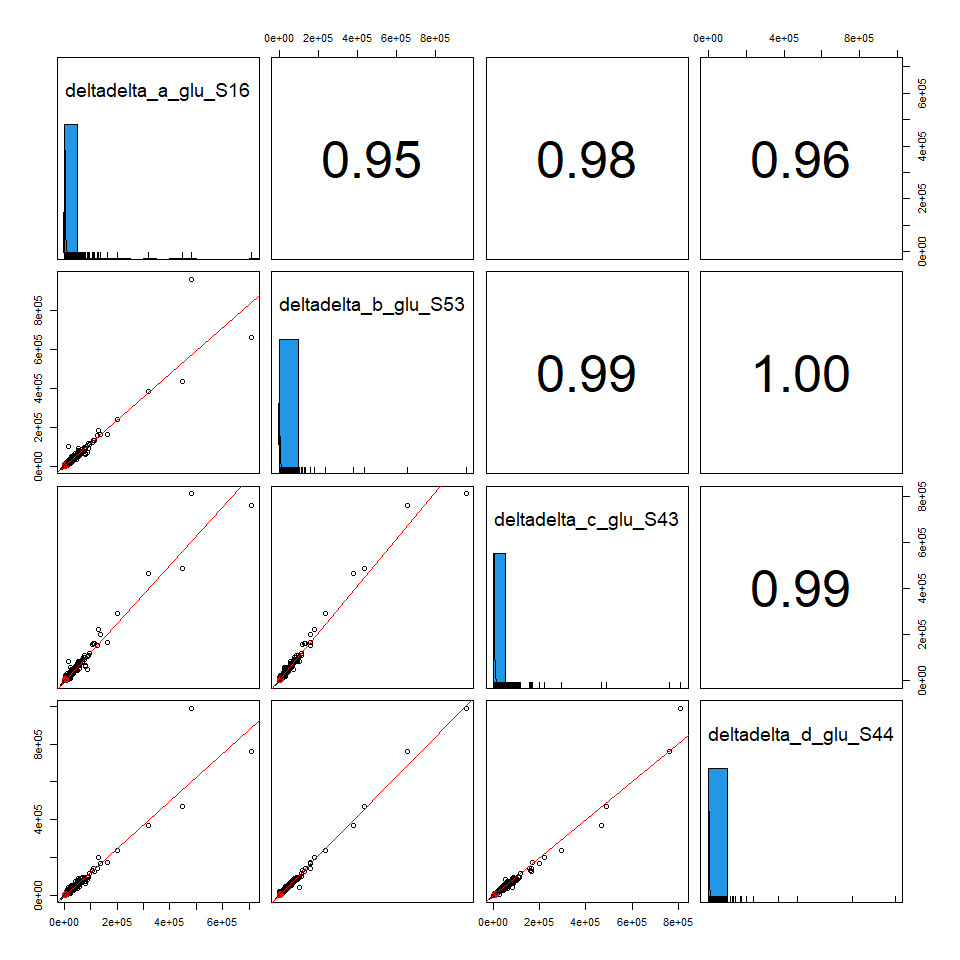 0e+00 2e+05 4e+05 6e+05 8e+05
0e+00 4e+05 8e+05
deltadelta_a_glu_S16
0.95
0.98
0.96
0e+00 2e+05 4e+05 6e+05
0e+00 2e+05 4e+05 6e+05 8e+05
deltadelta_b_glu_S53
0.99
1.00
deltadelta_c_glu_S43
0.99
0e+00 2e+05 4e+05 6e+05 8e+05
0e+00 4e+05 8e+05
deltadelta_d_glu_S44
0e+00 2e+05 4e+05 6e+05
0e+00 2e+05 4e+05 6e+05 8e+05